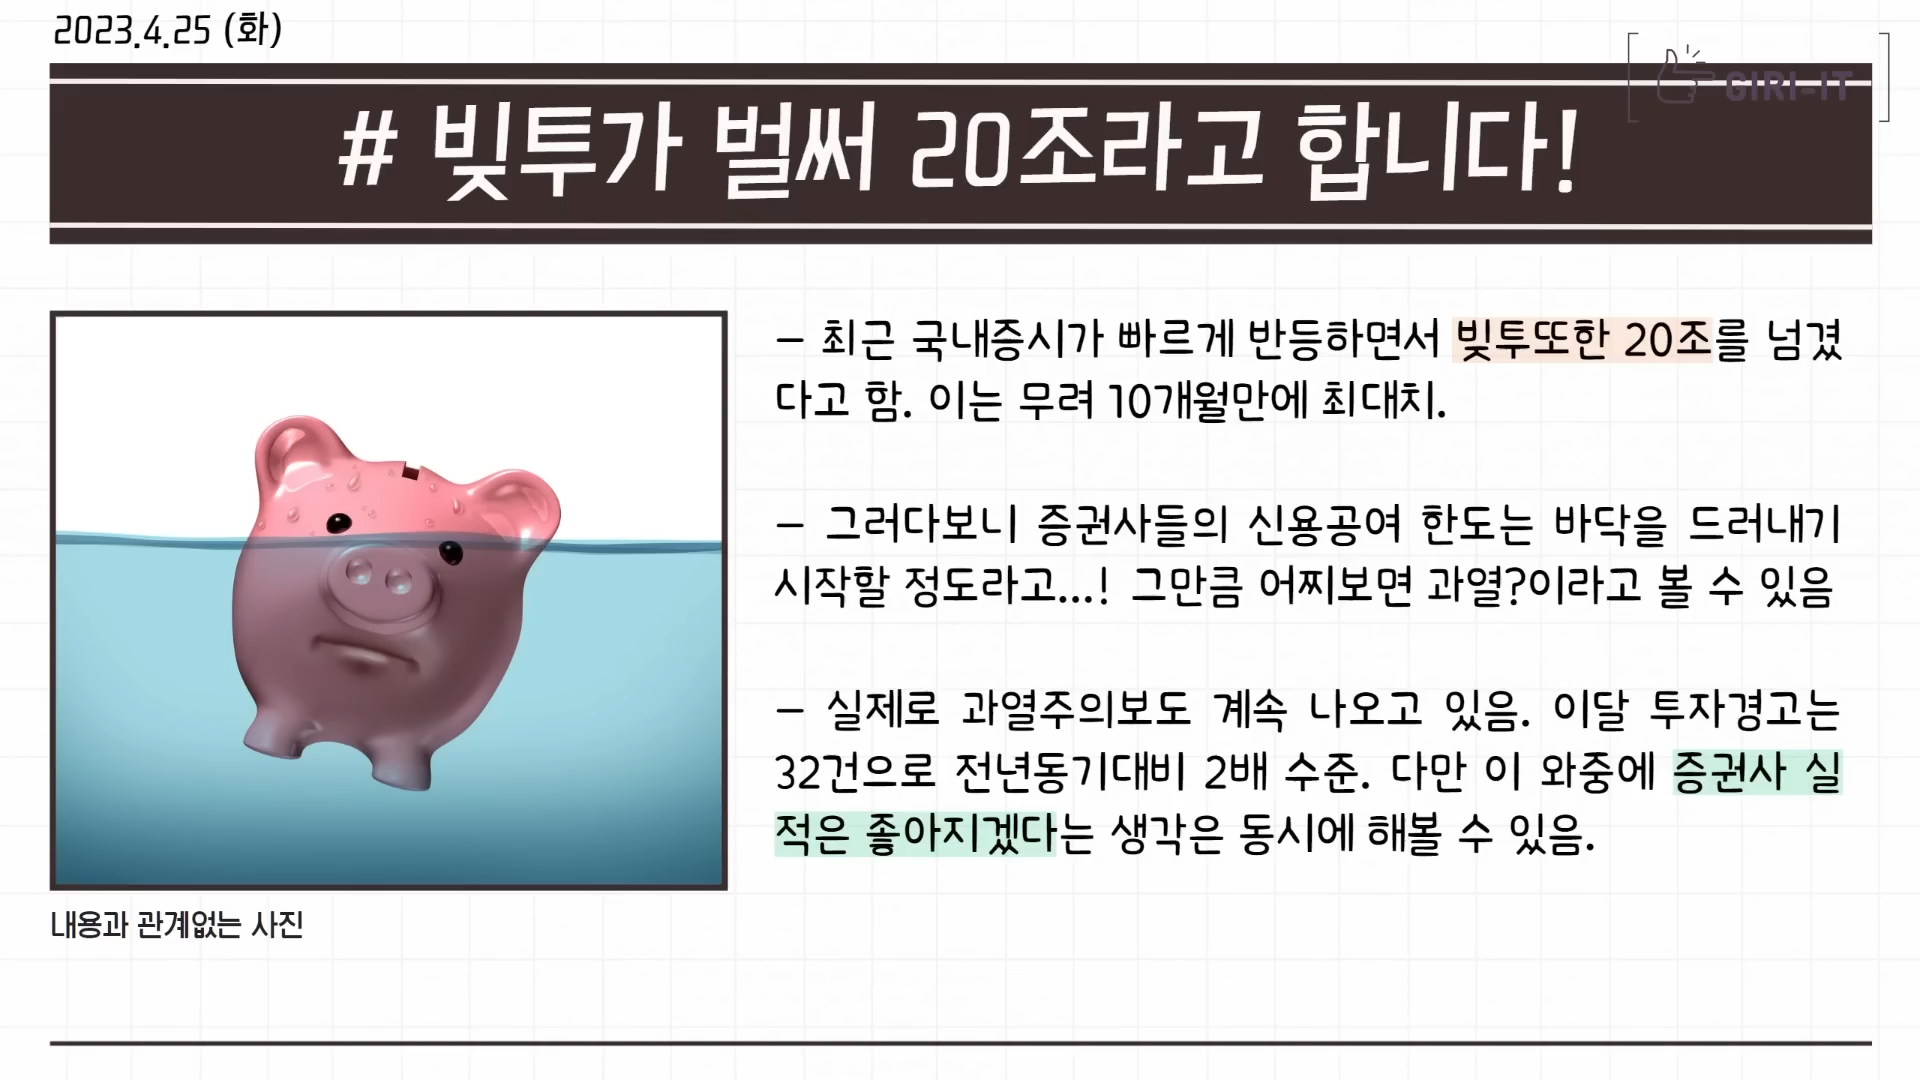 2023.4.25 (화)
GIRI-IT
# 빚투가 벌써 20조라고 합니다!
– 최근 국내증시가 빠르게 반등하면서 빚투또한 20조를 넘겼
다고 함. 이는 무려 10개월만에 최대치.
– 그러다보니 증권사들의 신용공여 한도는 바닥을 드러내기
시작할 정도라고...! 그만큼 어찌보면 과열?이라고 볼 수 있음
– 실제로 과열주의보도 계속 나오고 있음. 이달 투자경고는
32건으로 전년동기대비 2배 수준. 다만 이 와중에 증권사 실
적은 좋아지겠다는 생각은 동시에 해볼 수 있음.
내용과 관계없는 사진